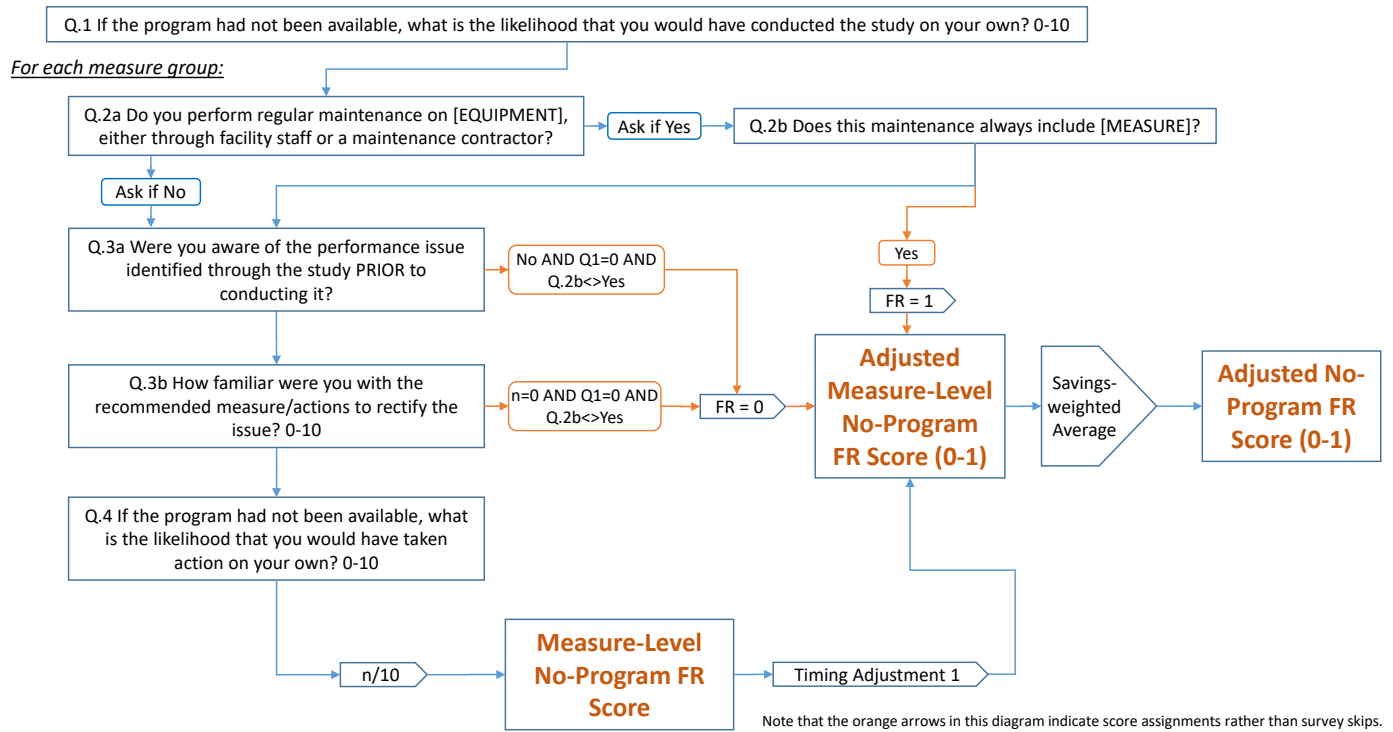 Q.1 If the program had not been available, what is the likelihood that you would have conducted the study on your own? 0-10
For each measure group:
Q.2a Do you perform regular maintenance on [EQUIPMENT],
either through facility staff or a maintenance contractor?
Ask if Yes
Q.2b Does this maintenance always include [MEASURE]?
Ask if No
Q.3a Were you aware of the performance issue
identified through the study PRIOR to
conducting it?
No AND Q1=0 AND
Q.2b<>Yes
Yes
FR = 1
Q.3b How familiar were you with the
recommended measure/actions to rectify the
issue? 0-10
n=0 AND Q1=0 AND
Q.2b<>Yes
FR = 0
Adjusted
Measure-Level
No-Program
FR Score (0-1)
Savings-
weighted
Average
Adjusted No-
Program FR
Score (0-1)
Q.4 If the program had not been available, what
is the likelihood that you would have taken
action on your own? 0-10
n/10
Measure-Level
No-Program FR
Score
Timing Adjustment 1
Note that the orange arrows in this diagram indicate score assignments rather than survey skips.